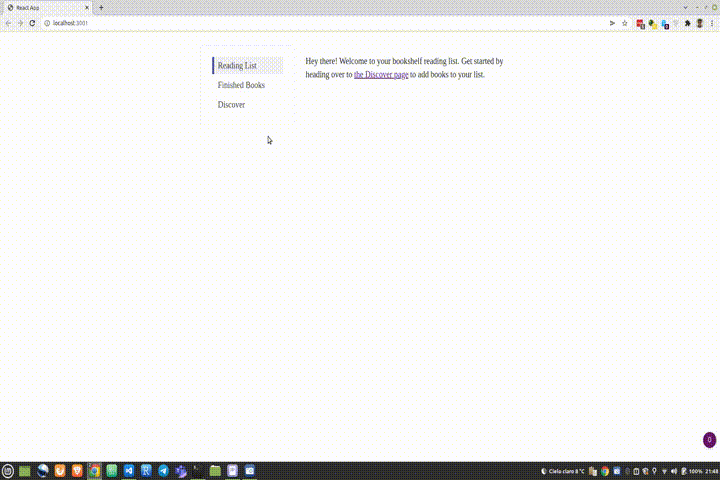 React App
localhost:3001
Reading List
Finished Books
Discover
Hey there! Welcome to your bookshelf reading list. Get started by
heading over to the Discover page to add books to your list.
Cielo claro 8°C
100%
21:48